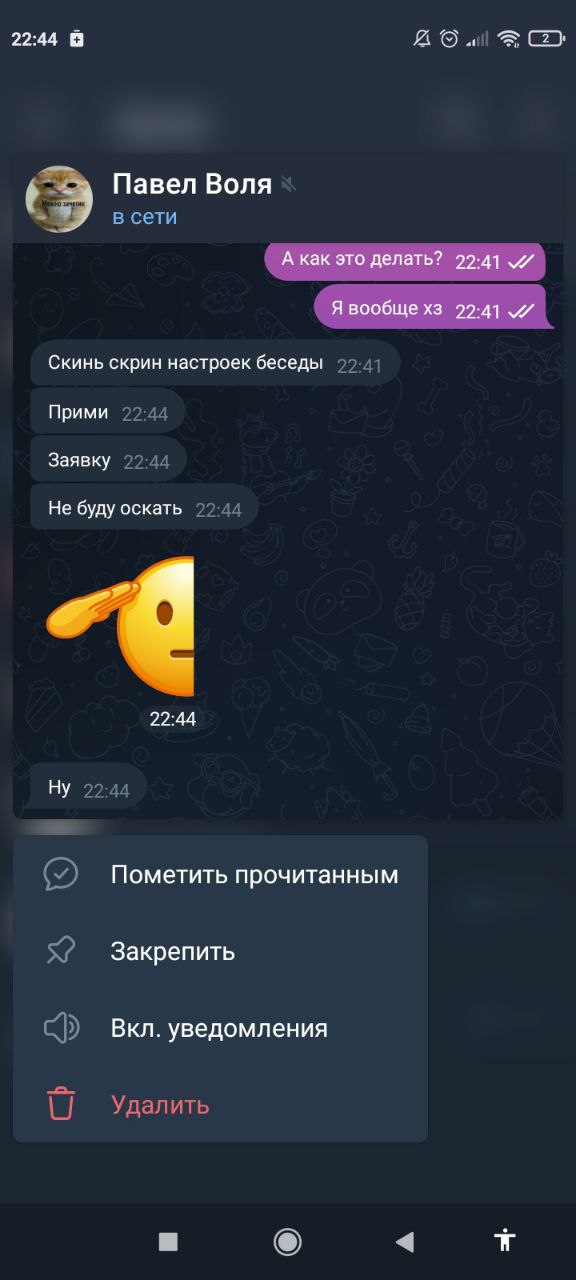 22:44
2
Павел Воля
в сети
А как это делать? 22:41
Я вообще хз 22:41
Скинь скрин настроек беседы 22:41
Прими 22:44
Заявку 22:44
Не буду оскать 22:44
22:44
Ну 22:44
Пометить прочитанным
Закрепить
Вкл. уведомления
Удалить